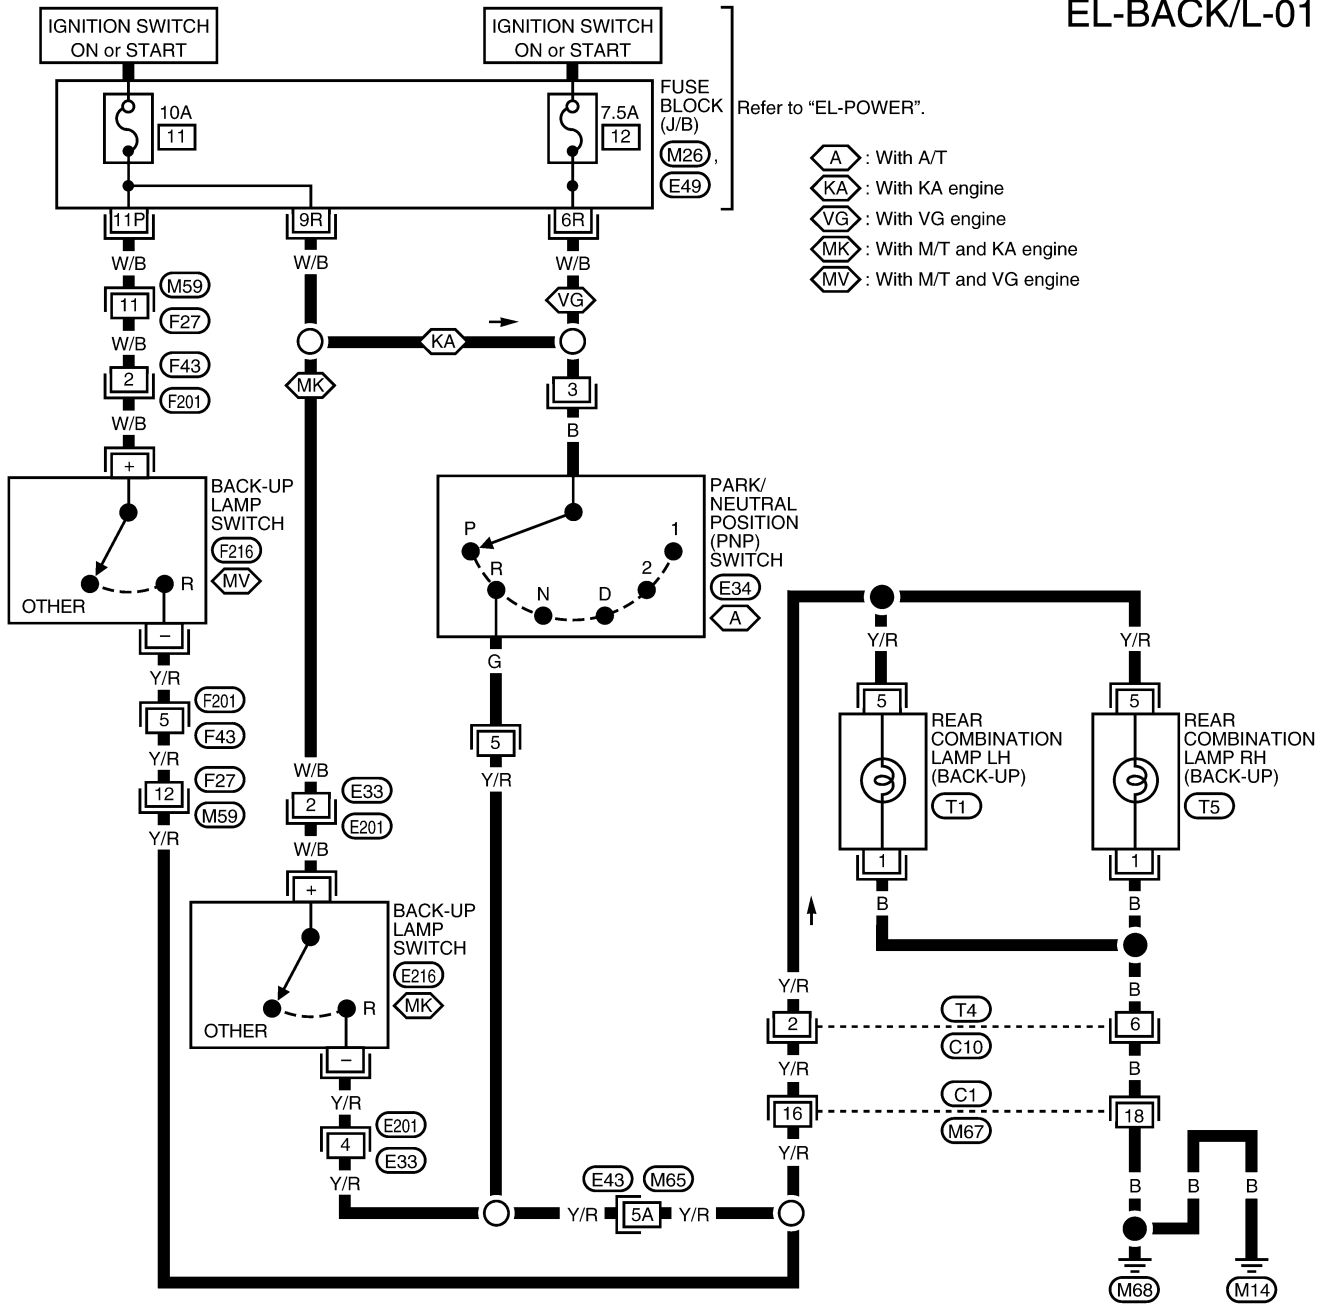 EL-BACK/L-01
IGNITION SWITCH
ON or START
IGNITION SWITCH
ON or START
10A
11
7.5A
12
FUSE
BLOCK
(J/B)
M26 ,
E49
Refer to “EL-POWER”.
A : With A/T
KA : With KA engine
VG : With VG engine
MK : With M/T and KA engine
MV : With M/T and VG engine
11P
9R
6R
W/B
W/B
W/B
11
M59
F27
VG
W/B
KA
2
F43
F201
MK
3
W/B
B
+
BACK-UP
LAMP
SWITCH
F216
MV
OTHER
R
–
P
R
N
D
2
1
PARK/
NEUTRAL
POSITION
(PNP)
SWITCH
E34
A
Y/R
5
F201
F43
Y/R
12
F27
M59
Y/R
G
5
Y/R
W/B
2
E33
E201
W/B
+
BACK-UP
LAMP
SWITCH
E216
MK
OTHER
R
–
Y/R
4
E201
E33
Y/R
Y/R
Y/R
5
5
REAR
COMBINATION
LAMP LH
(BACK-UP)
T1
REAR
COMBINATION
LAMP RH
(BACK-UP)
T5
1
1
B
B
Y/R
B
2
T4
C10
6
Y/R
B
16
C1
M67
18
Y/R
B
B
B
E43
M65
Y/R
5A
Y/R
M68
M14